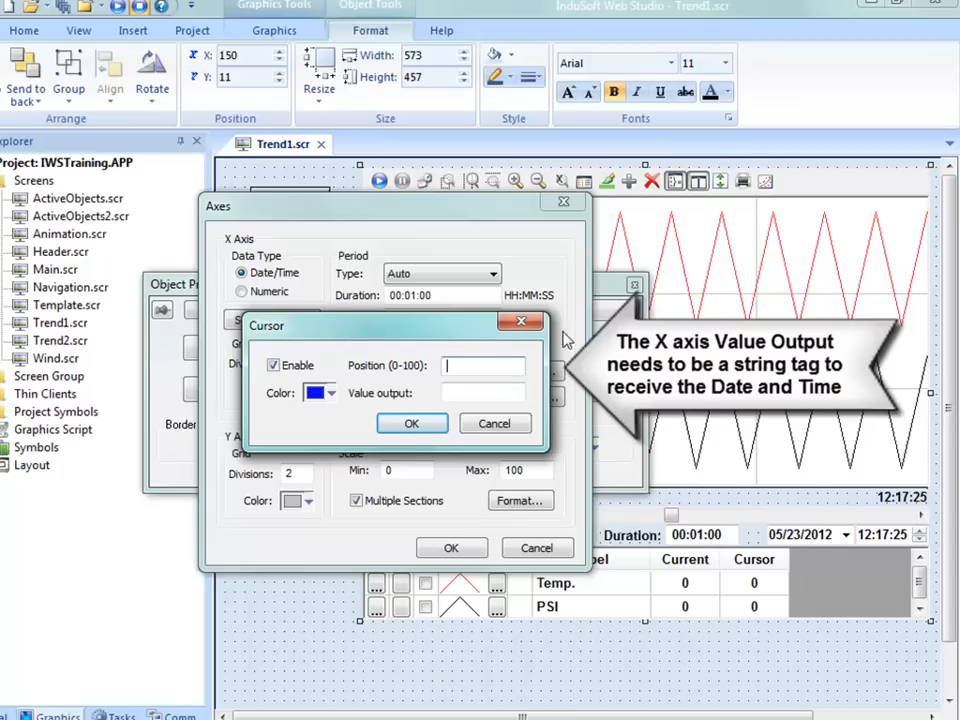 Graphics Tools
Object Tools
InduSoft Web Studio - Trend1.scr
Home
View
Insert
Project
Graphics
Format
Help
Send to back
Group
Align
Rotate
Arrange
X: 150
Y: 11
Position
Resize
Width: 573
Height: 457
Size
Style
Arial
11
B I U abc A
Fonts
xplorer
Project: IWSTraining.APP
Screens
ActiveObjects.scr
ActiveObjects2.scr
Animation.scr
Header.scr
Main.scr
Navigation.scr
Template.scr
Trend1.scr
Trend2.scr
Wind.scr
Screen Group
Thin Clients
Project Symbols
Graphics Script
Symbols
Layout
al
Graphics
Tasks
Comm
Trend1.scr
Object Pr
Border
Axes
X Axis
Data Type
Date/Time
Numeric
Period
Type: Auto
Duration: 00:01:00 HH:MM:SS
Cursor
Enable
Position (0-100):
Color:
Value output:
OK
Cancel
Divisions: 2
Min: 0
Max: 100
Color:
Multiple Sections
Format...
OK
Cancel
The X axis Value Output
needs to be a string tag to
receive the Date and Time
12:17:25
Duration: 00:01:00 05/23/2012 12:17:25
Current Cursor
... ... Temp. 0 0
... ... PSI 0 0